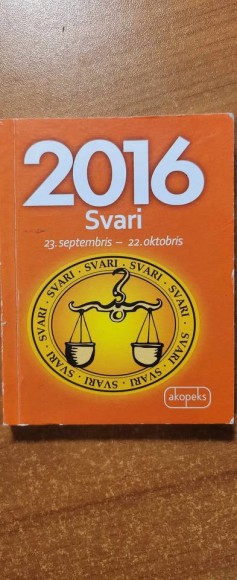 2016
Svari
23. septembris – 22. oktobris
SVARI · SVARI · SVARI · SVARI · SVARI · SVARI · SVARI · SVARI ·
akopeks